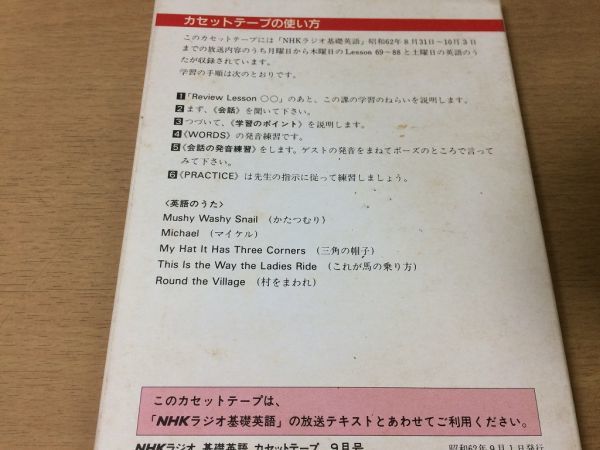 カセットテープの使い方
このカセットテープには「NHKラジオ基礎英語」昭和62年8月31日〜10月3日
までの放送内容のうち月曜日から木曜日のLesson 69〜88と土曜日の英語のう
たが収録されています。
学習の手順は次のとおりです。
1「Review Lesson ○○」のあと、この課の学習のねらいを説明します。
2まず、《会話》を聞いて下さい。
3つづいて、《学習のポイント》を説明します。
4《WORDS》の発音練習です。
5《会話の発音練習》をします。ゲストの発音をまねてポーズのところで言って
みて下さい。
6《PRACTICE》は先生の指示に従って練習しましょう。
〈英語のうた〉
Mushy Washy Snail （かたつむり）
Michael （マイケル）
My Hat It Has Three Corners （三角の帽子）
This Is the Way the Ladies Ride （これが馬の乗り方）
Round the Village （村をまわれ）
このカセットテープは、
「NHKラジオ基礎英語」の放送テキストとあわせてご利用ください。
NHKラジオ 基礎英語 カセットテープ 9月号
昭和62年9月1日発行